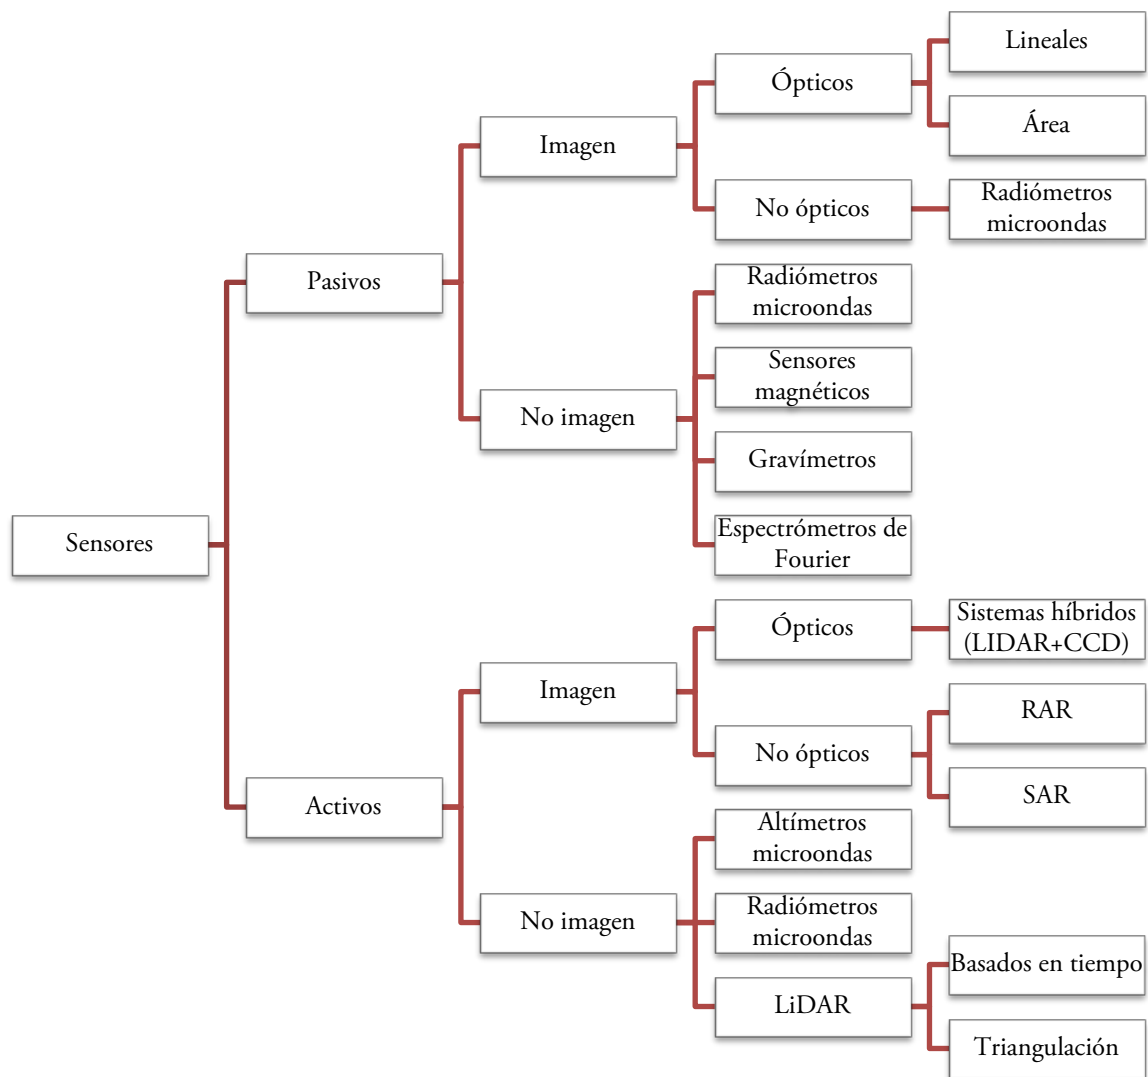 Lineales
Ópticos
Área
Imagen
Radiómetros
microondas
No ópticos
Pasivos
Radiómetros
microondas
Sensores
magnéticos
No imagen
Gravímetros
Espectrómetros de
Fourier
Sensores
Sistemas híbridos
(LIDAR+CCD)
Ópticos
Imagen
RAR
No ópticos
SAR
Activos
Altímetros
microondas
Radiómetros
microondas
No imagen
Basados en tiempo
LiDAR
Triangulación